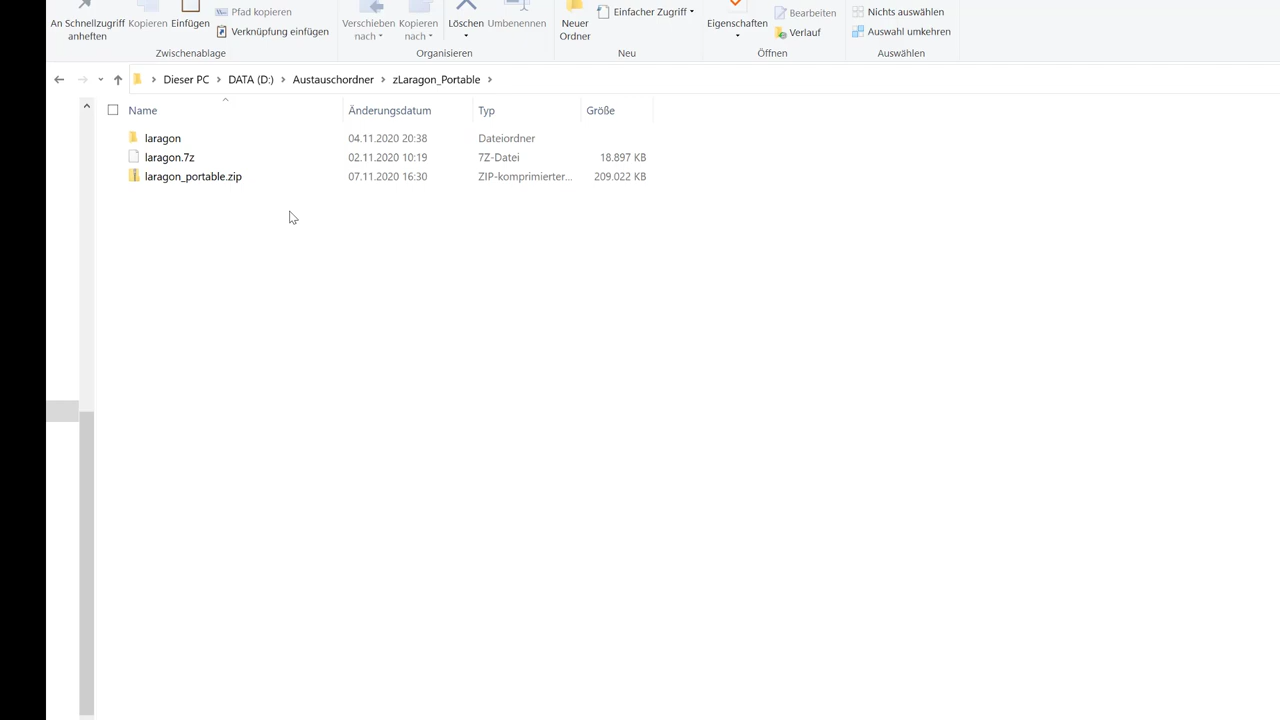 An Schnellzugriff anheften
Kopieren
Einfügen
Pfad kopieren
Verknüpfung einfügen
Zwischenablage
Verschieben nach
Kopieren nach
Löschen
Umbenennen
Organisieren
Neuer Ordner
Einfacher Zugriff
Neu
Eigenschaften
Bearbeiten
Verlauf
Öffnen
Nichts auswählen
Auswahl umkehren
Auswählen
Dieser PC > DATA (D:) > Austauschordner > zLaragon_Portable >
Name Änderungsdatum Typ Größe
laragon 04.11.2020 20:38 Dateiordner
laragon.7z 02.11.2020 10:19 7Z-Datei 18.897 KB
laragon_portable.zip 07.11.2020 16:30 ZIP-komprimierter... 209.022 KB